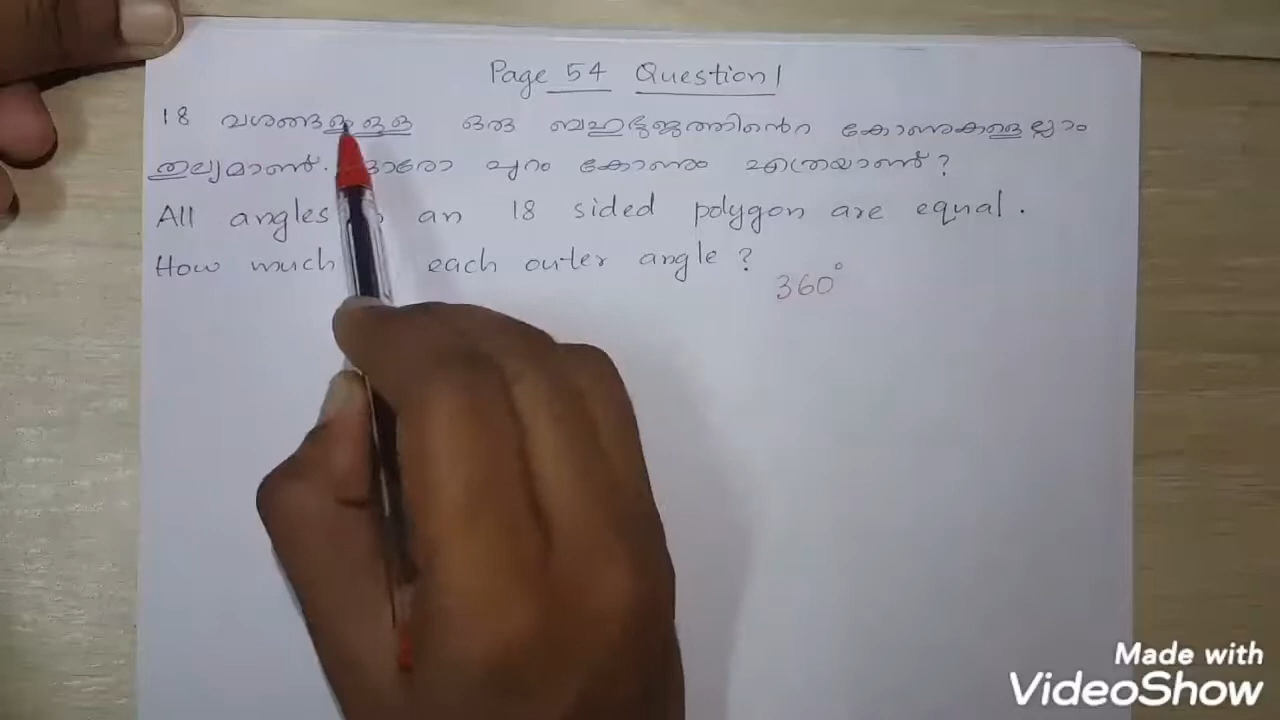 Page 54 Question 1
18 വശങ്ങളുള്ള ഒരു ബഹുഭുജത്തിൻെറ കോണുകളെല്ലാം
തുല്യമാണ്. ഓരോ പുറം കോണും എത്രയാണ്?
All angles an 18 sided polygon are equal.
How much each outer angle ?
360°
Made with
VideoShow